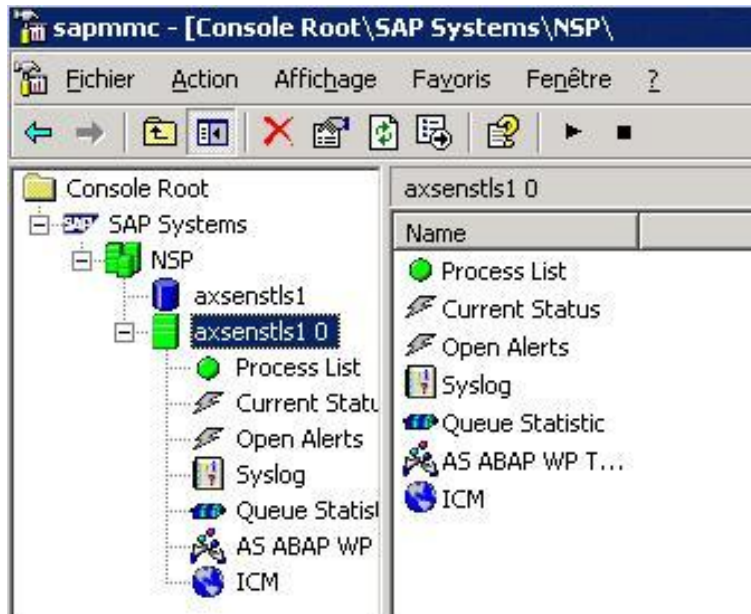 sapmmc - [Console Root\SAP Systems\NSP\
Fichier Action Affichage Favoris Fenêtre ?
Console Root
SAP Systems
NSP
axsenstls1
axsenstls1 0
Process List
Current Statu
Open Alerts
Syslog
Queue Statist
AS ABAP WP
ICM
axsenstls1 0
Name
Process List
Current Status
Open Alerts
Syslog
Queue Statistic
AS ABAP WP T...
ICM